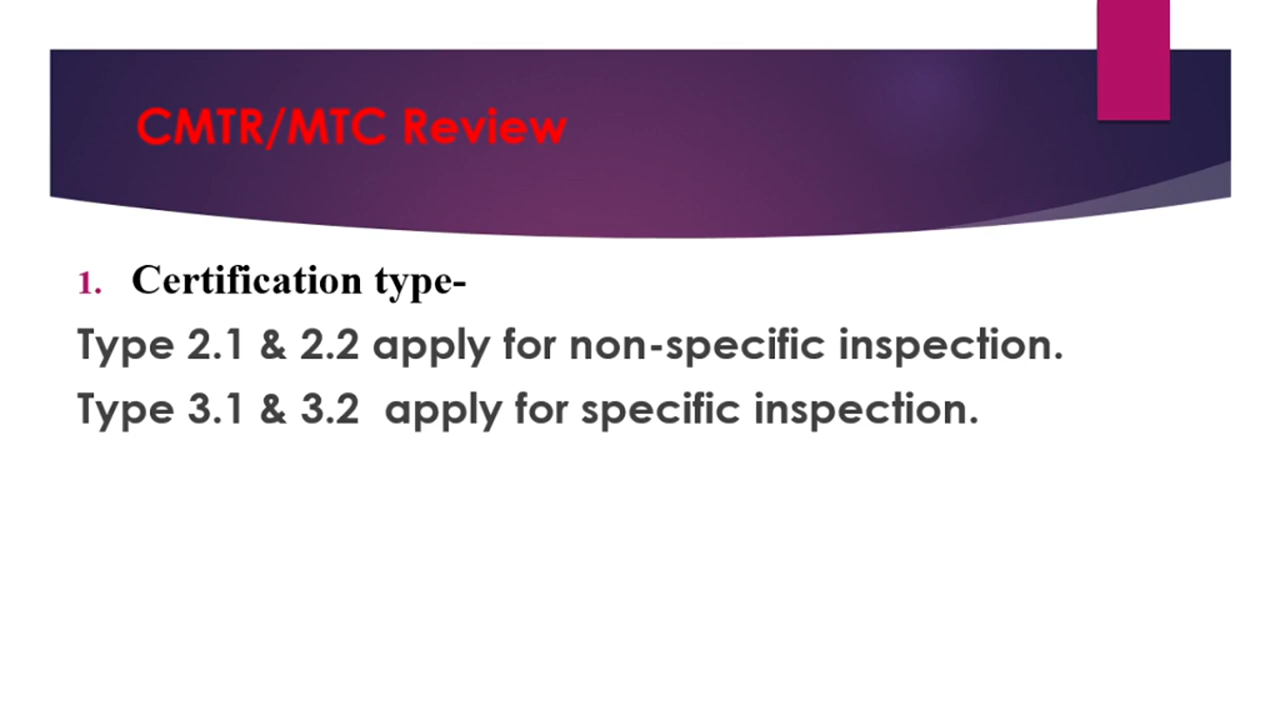 CMTR/MTC Review
1. Certification type-
Type 2.1 & 2.2 apply for non-specific inspection.
Type 3.1 & 3.2  apply for specific inspection.